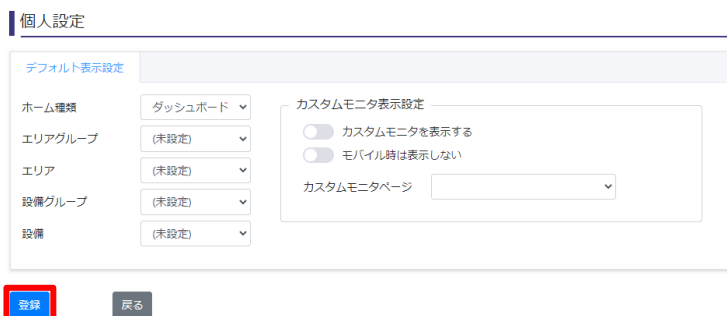 個人設定
デフォルト表示設定
ホーム種類 ダッシュボード
エリアグループ (未設定)
エリア (未設定)
設備グループ (未設定)
設備 (未設定)
カスタムモニタ表示設定
カスタムモニタを表示する
モバイル時は表示しない
カスタムモニタページ
登録 戻る